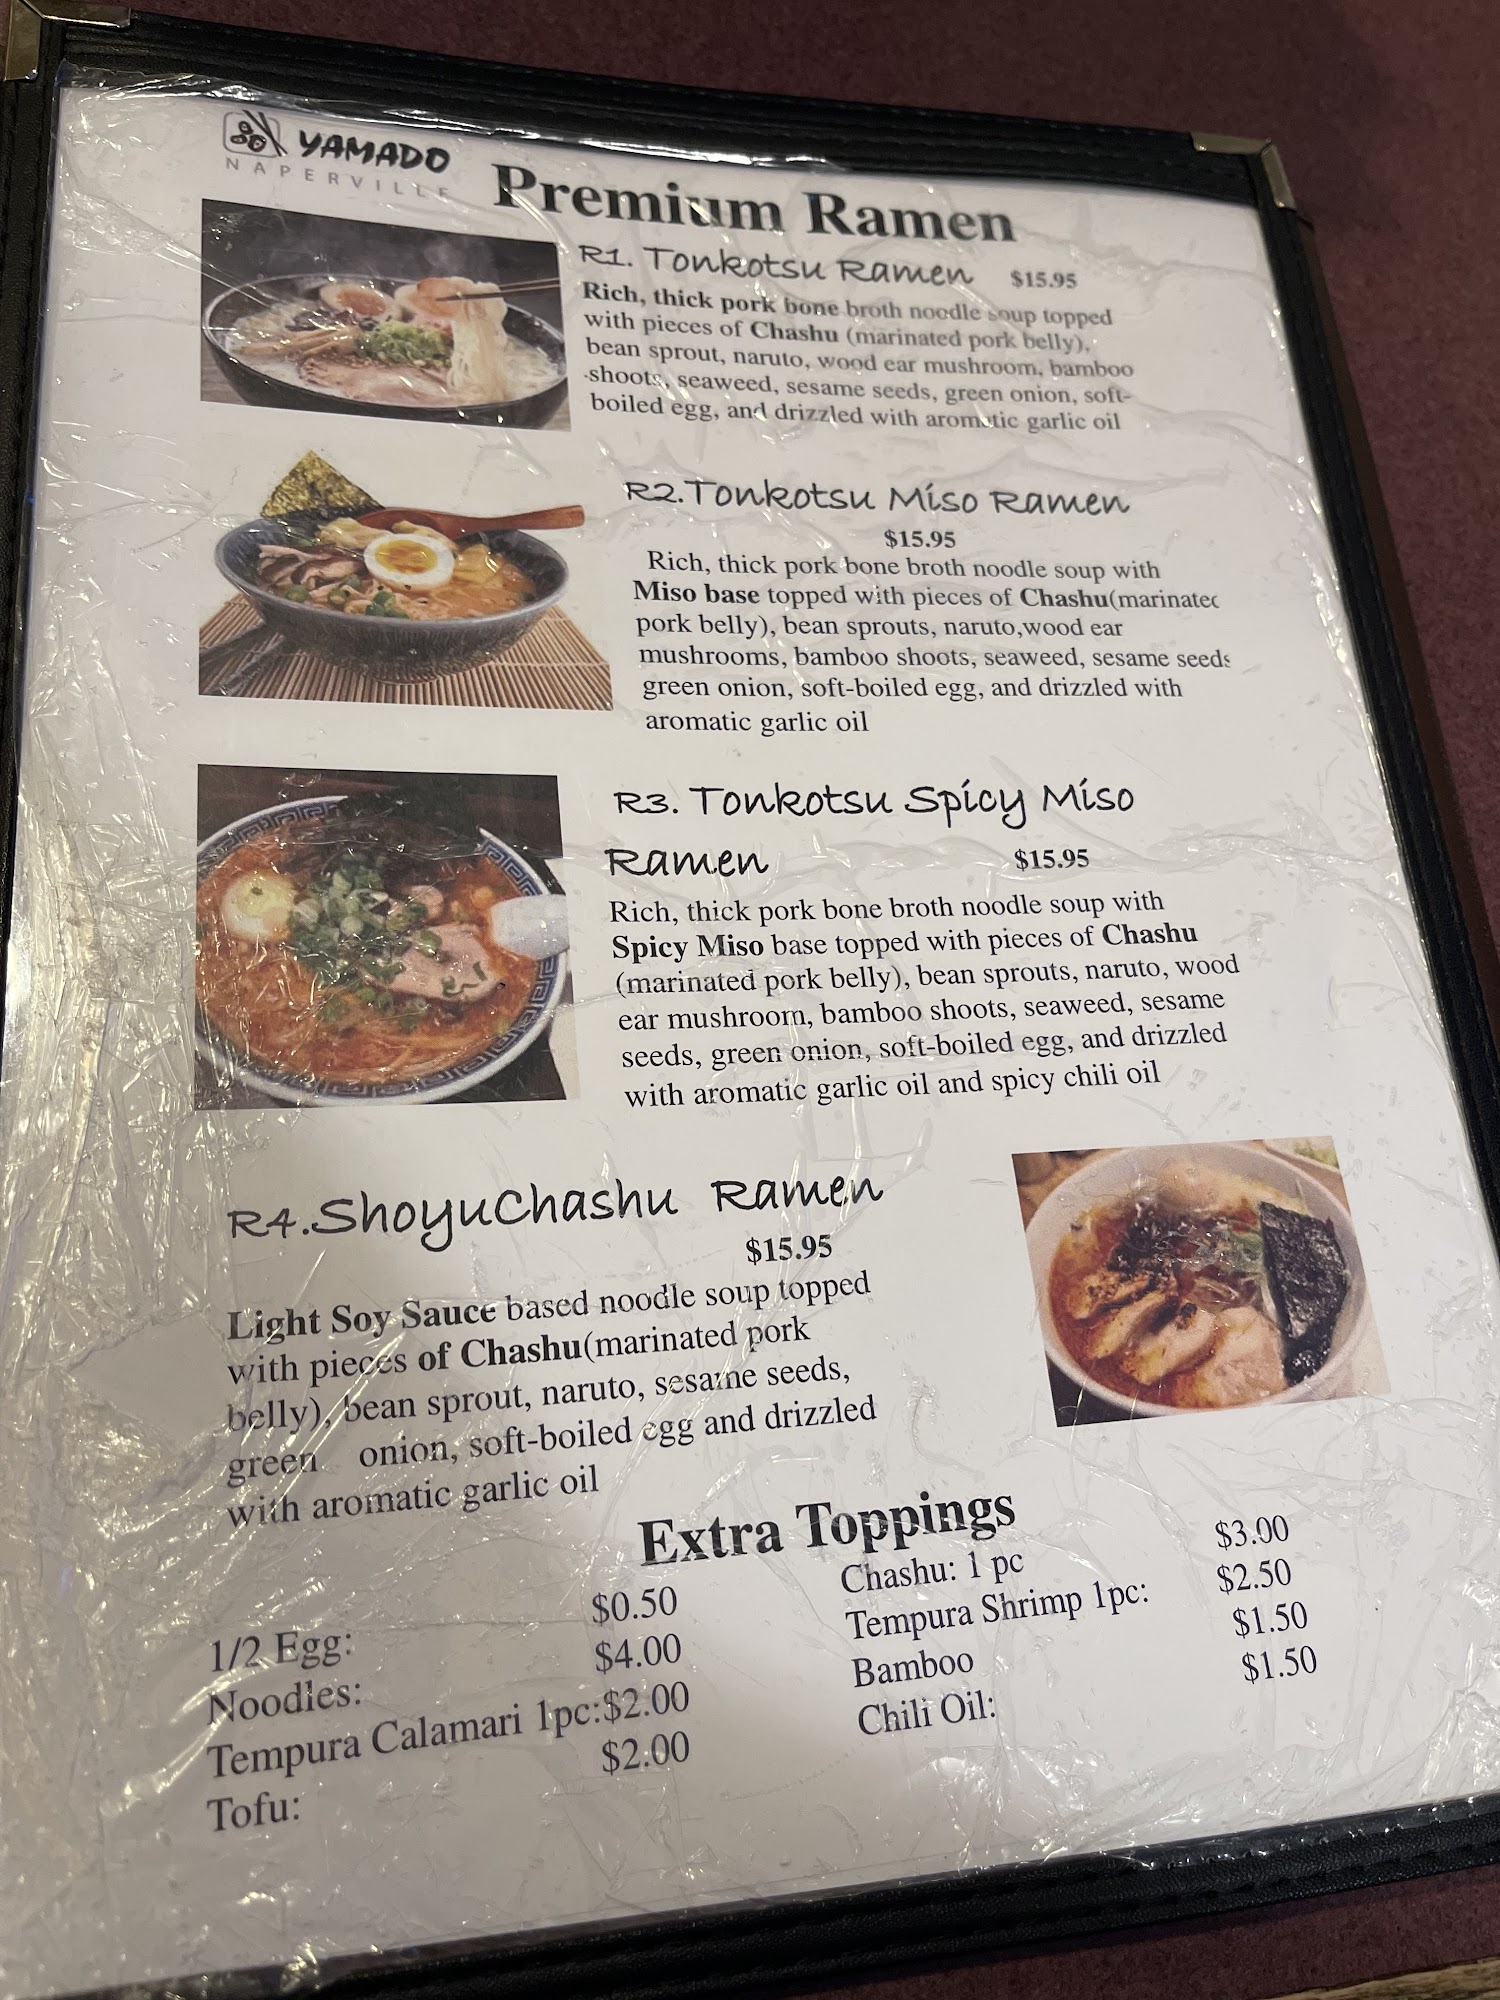 YAMADO
NAPERVILLE
Premium Ramen
R1. Tonkotsu Ramen $15.95
Rich, thick pork bone broth noodle soup topped
with pieces of Chashu (marinated pork belly),
bean sprout, naruto, wood ear mushroom, bamboo
shoots, seaweed, sesame seeds, green onion, soft-
boiled egg, and drizzled with aromatic garlic oil
R2.Tonkotsu Miso Ramen
$15.95
Rich, thick pork bone broth noodle soup with
Miso base topped with pieces of Chashu(marinated
pork belly), bean sprouts, naruto,wood ear
mushrooms, bamboo shoots, seaweed, sesame seeds
green onion, soft-boiled egg, and drizzled with
aromatic garlic oil
R3. Tonkotsu Spicy Miso
Ramen $15.95
Rich, thick pork bone broth noodle soup with
Spicy Miso base topped with pieces of Chashu
(marinated pork belly), bean sprouts, naruto, wood
ear mushroom, bamboo shoots, seaweed, sesame
seeds, green onion, soft-boiled egg, and drizzled
with aromatic garlic oil and spicy chili oil
R4.ShoyuChashu Ramen
$15.95
Light Soy Sauce based noodle soup topped
with pieces of Chashu(marinated pork
belly), bean sprout, naruto, sesame seeds,
green onion, soft-boiled egg and drizzled
with aromatic garlic oil
Extra Toppings
1/2 Egg: $0.50
Noodles: $4.00
Tempura Calamari 1pc:$2.00
Tofu: $2.00
Chashu: 1 pc $3.00
Tempura Shrimp 1pc: $2.50
Bamboo $1.50
Chili Oil: $1.50